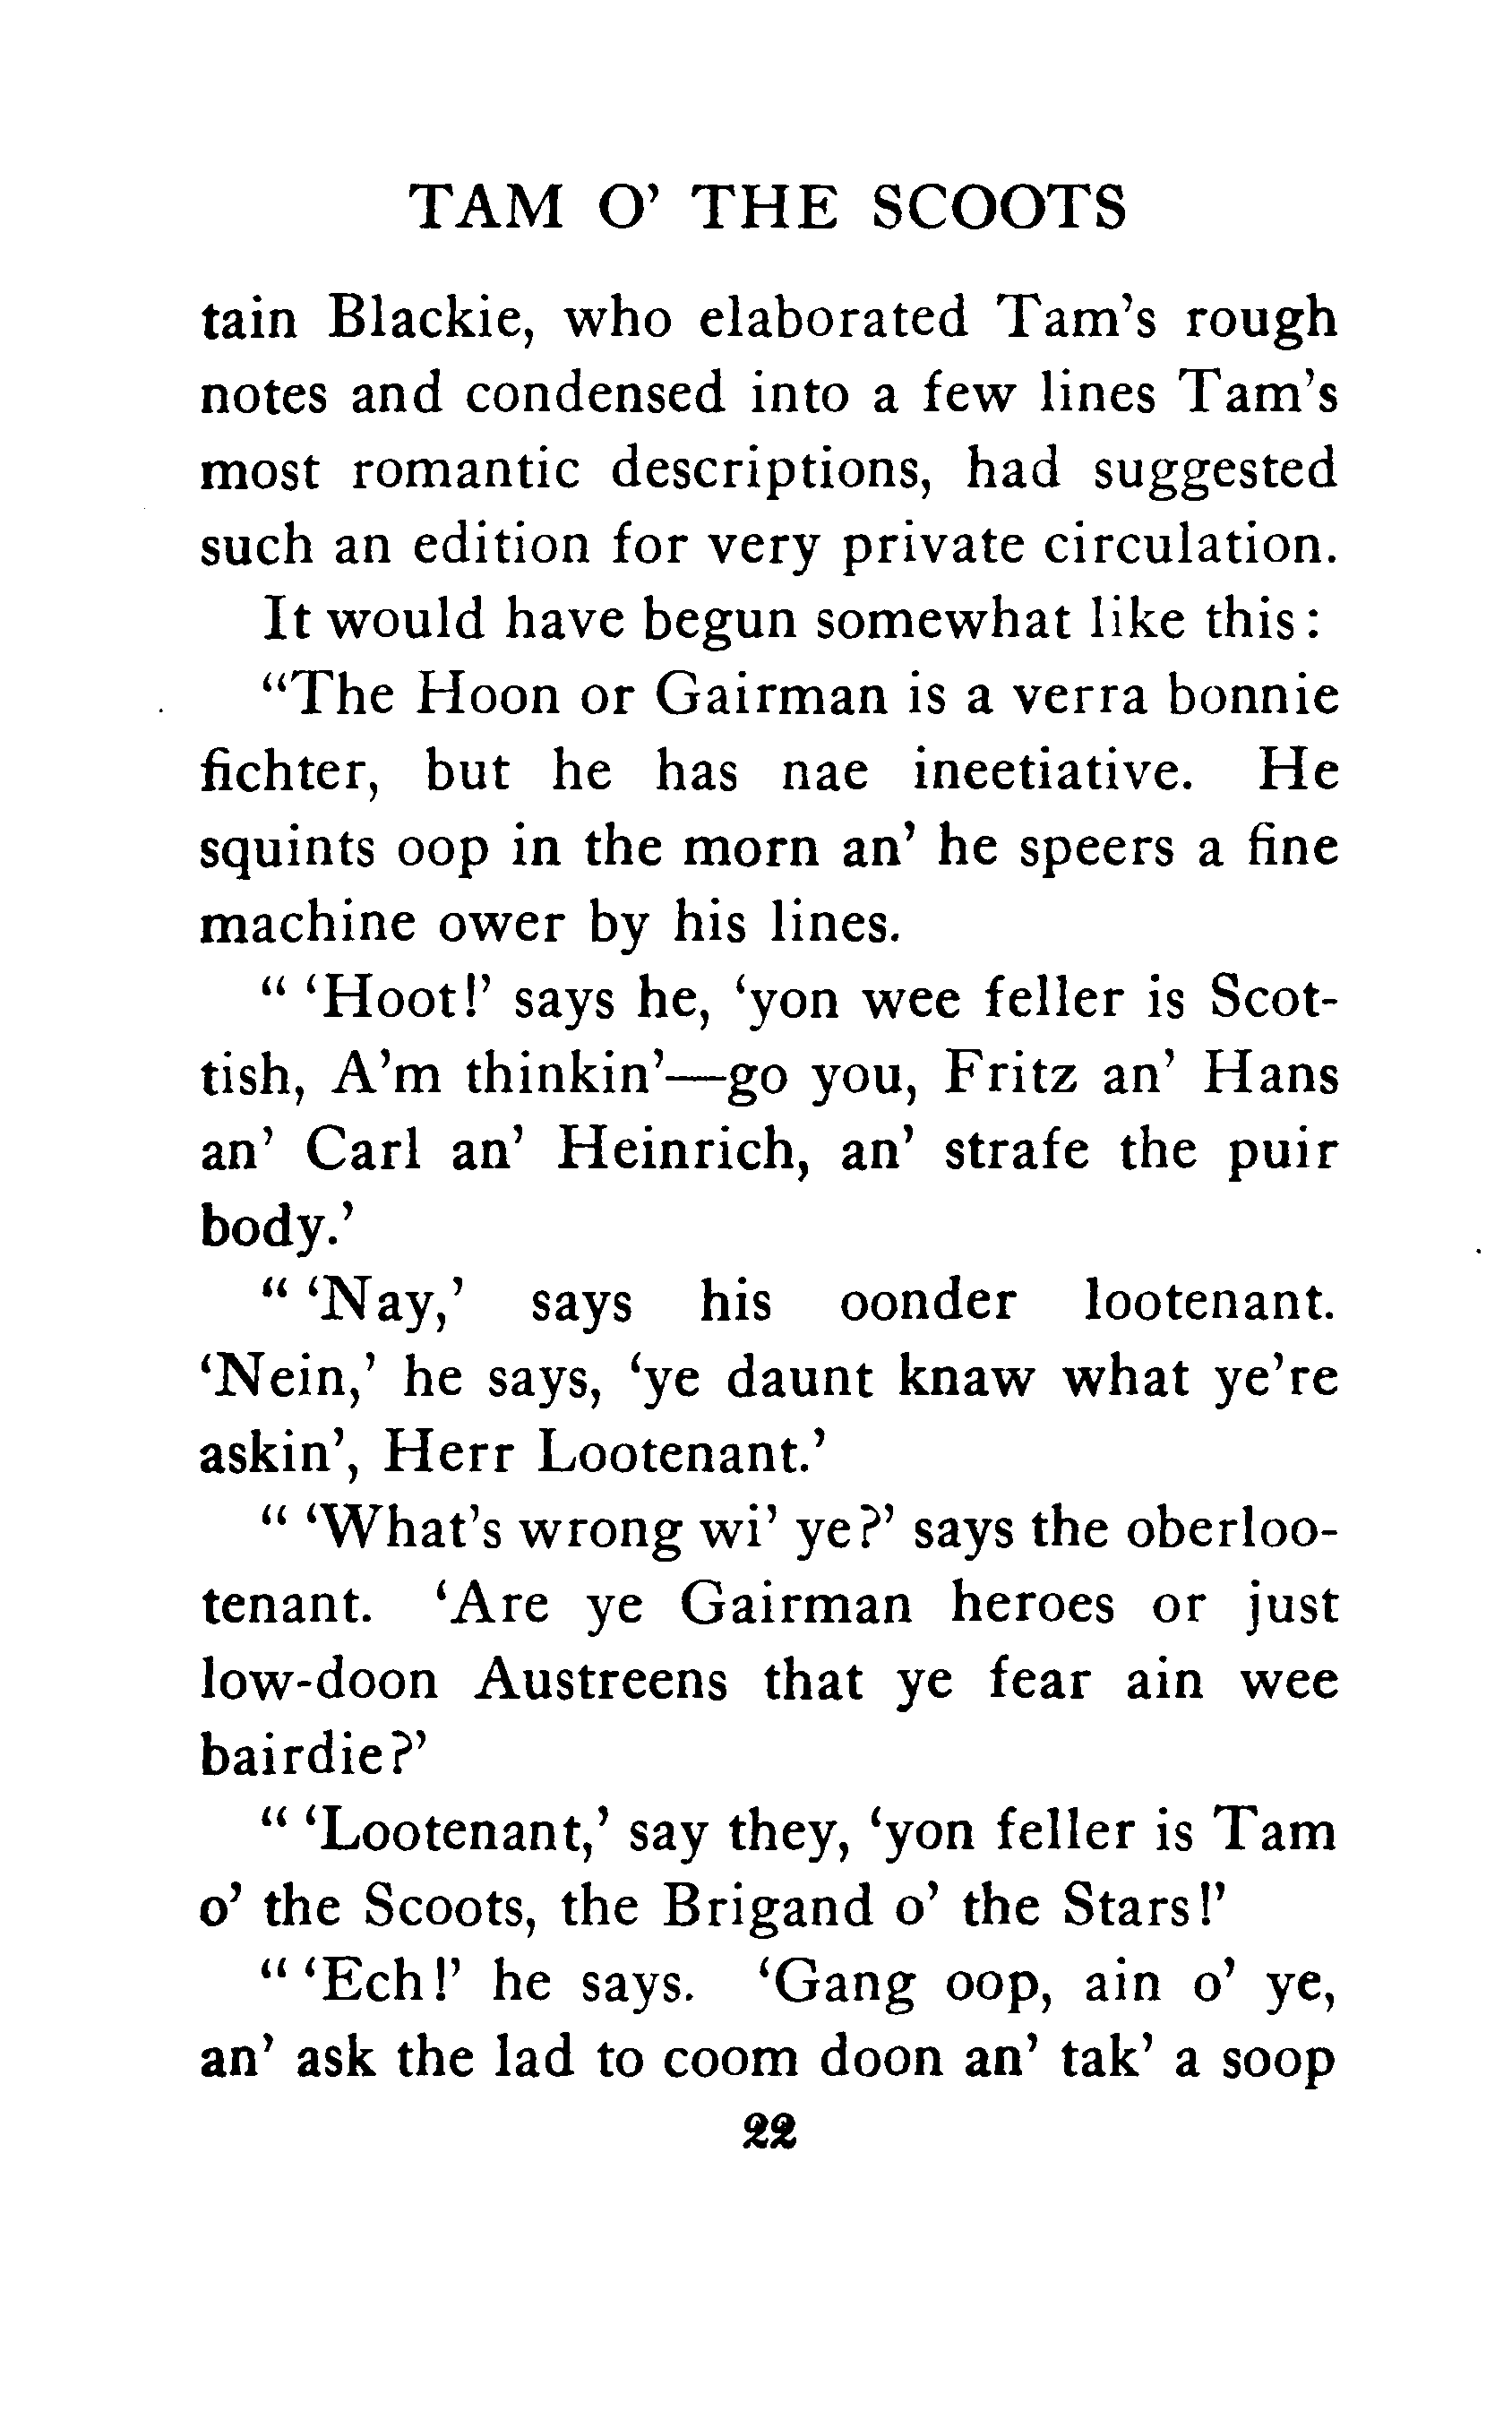 TAM O' THE SCOOTS
tain Blackie, who elaborated Tam's rough
notes and condensed into a few lines Tam's
most romantic descriptions, had suggested
such an edition for very private circulation.
It would have begun somewhat like this:
"The Hoon or Gairman is a verra bonnie
fichter, but he has nae ineetiative. He
squints oop in the morn an' he speers a fine
machine ower by his lines.
" 'Hoot!' says he, 'yon wee feller is Scot-
tish, A'm thinkin'—go you, Fritz an' Hans
an' Carl an' Heinrich, an' strafe the puir
body.'
" 'Nay,' says his oonder lootenant.
'Nein,' he says, 'ye daunt knaw what ye're
askin', Herr Lootenant.'
" 'What's wrong wi' ye?' says the oberloo-
tenant. 'Are ye Gairman heroes or just
low-doon Austreens that ye fear ain wee
bairdie?'
" 'Lootenant,' say they, 'yon feller is Tam
o' the Scoots, the Brigand o' the Stars!'
" 'Ech!' he says. 'Gang oop, ain o' ye,
an' ask the lad to coom doon an' tak' a soop
22